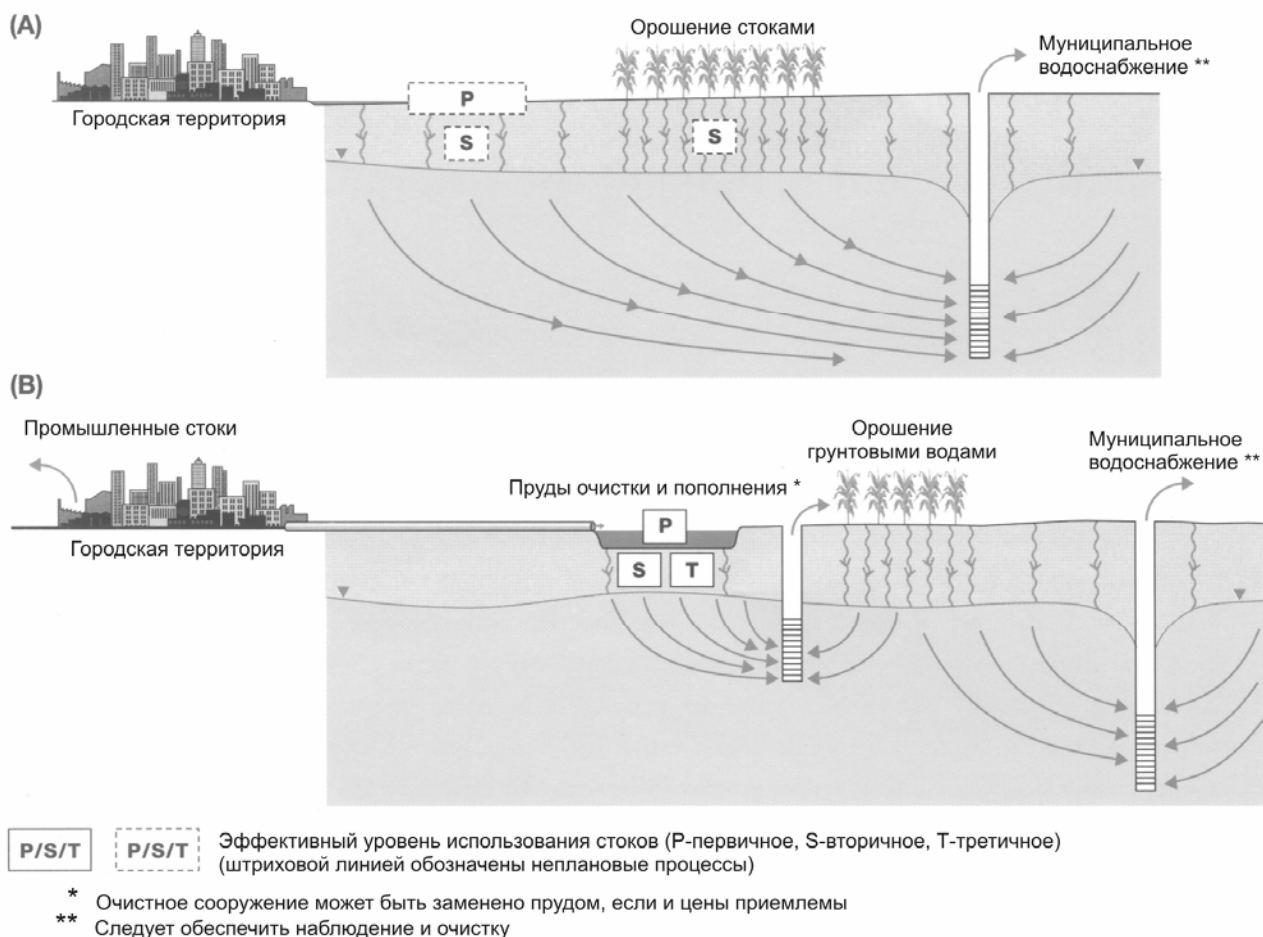 (A)
Орошение стоками
Муниципальное
водоснабжение **
Городская территория
P
S
S
(B)
Промышленные стоки
Орошение
грунтовыми водами
Муниципальное
водоснабжение **
Пруды очистки и пополнения *
Городская территория
P
S
T
P/S/T
P/S/T
Эффективный уровень использования стоков (P-первичное, S-вторичное, T-третичное)
(штриховой линией обозначены неплановые процессы)
* Очистное сооружение может быть заменено прудом, если и цены приемлемы
** Следует обеспечить наблюдение и очистку